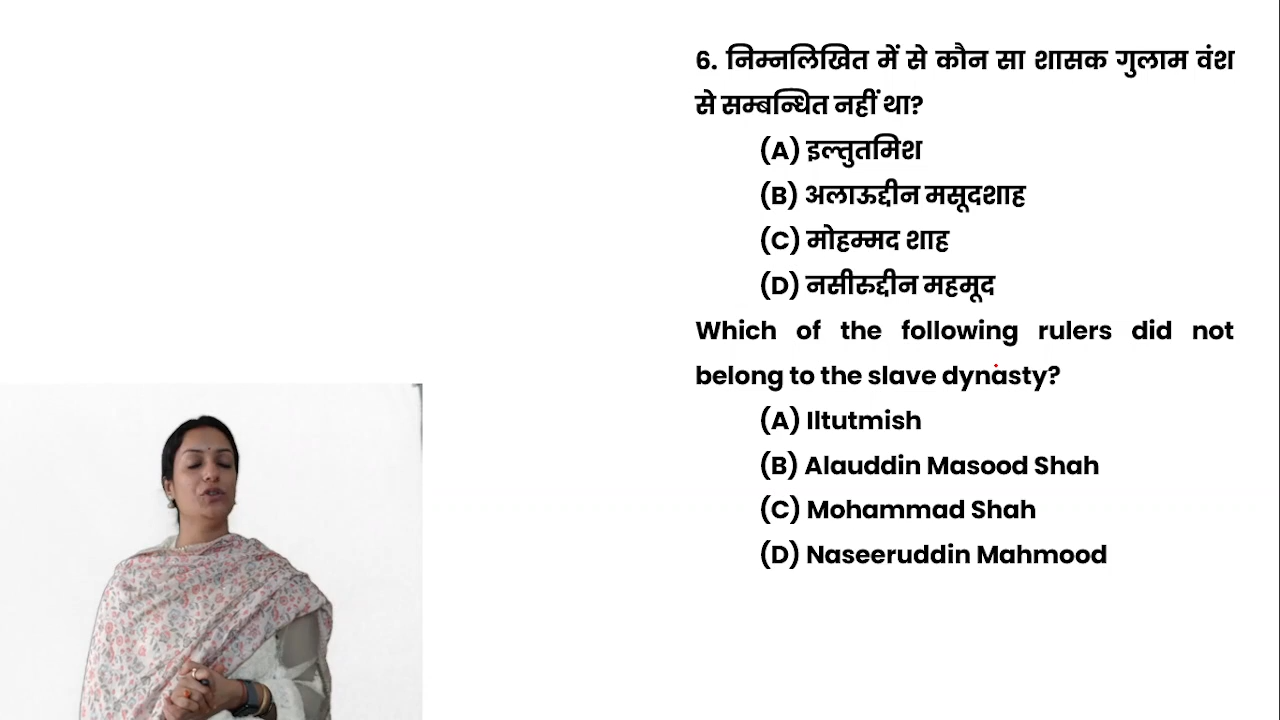 6. निम्नलिखित में से कौन सा शासक गुलाम वंश
से सम्बन्धित नहीं था?
(A) इल्तुतमिश
(B) अलाऊद्दीन मसूदशाह
(C) मोहम्मद शाह
(D) नसीरुद्दीन महमूद
Which of the following rulers did not
belong to the slave dynasty?
(A) Iltutmish
(B) Alauddin Masood Shah
(C) Mohammad Shah
(D) Naseeruddin Mahmood